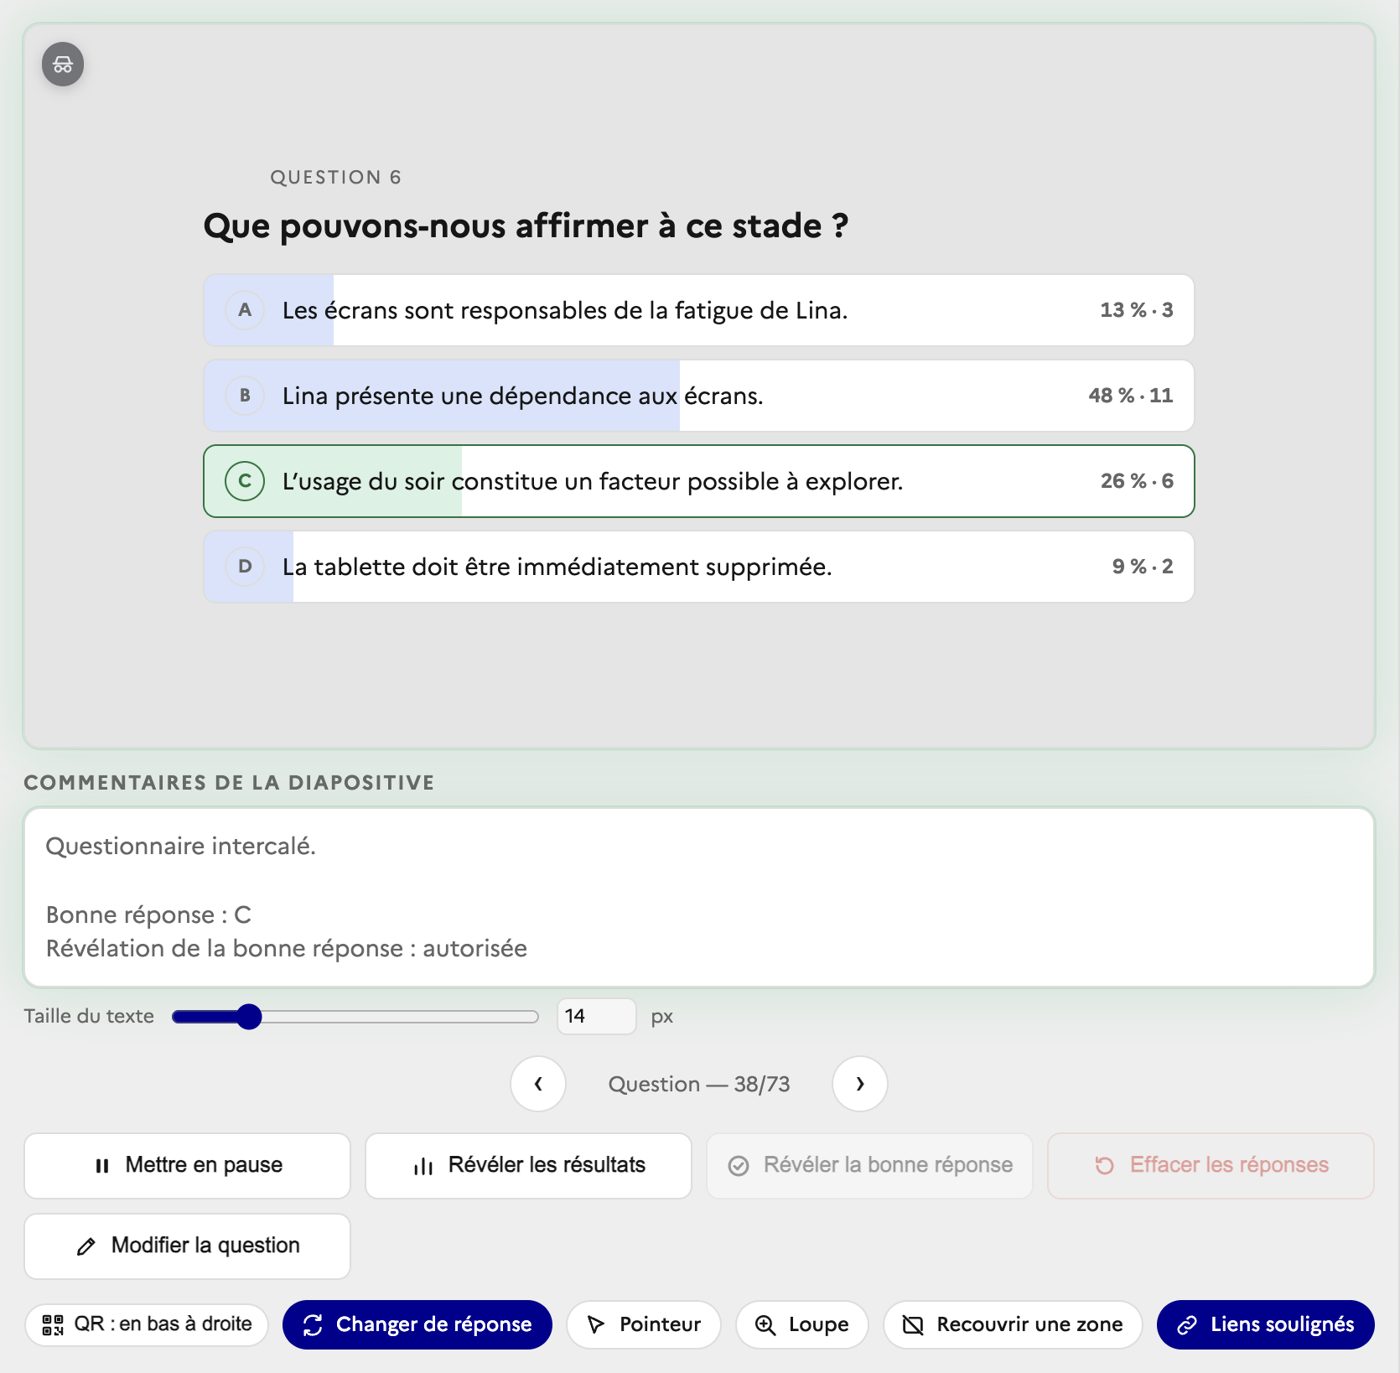 QUESTION 6
Que pouvons-nous affirmer à ce stade ?
A Les écrans sont responsables de la fatigue de Lina. 13 % · 3
B Lina présente une dépendance aux écrans. 48 % · 11
C L’usage du soir constitue un facteur possible à explorer. 26 % · 6
D La tablette doit être immédiatement supprimée. 9 % · 2
COMMENTAIRES DE LA DIAPOSITIVE
Questionnaire intercalé.
Bonne réponse : C
Révélation de la bonne réponse : autorisée
Taille du texte 14 px
‹ Question — 38/73 ›
Mettre en pause Révéler les résultats Révéler la bonne réponse Effacer les réponses
Modifier la question
QR : en bas à droite Changer de réponse Pointeur Loupe Recouvrir une zone Liens soulignés